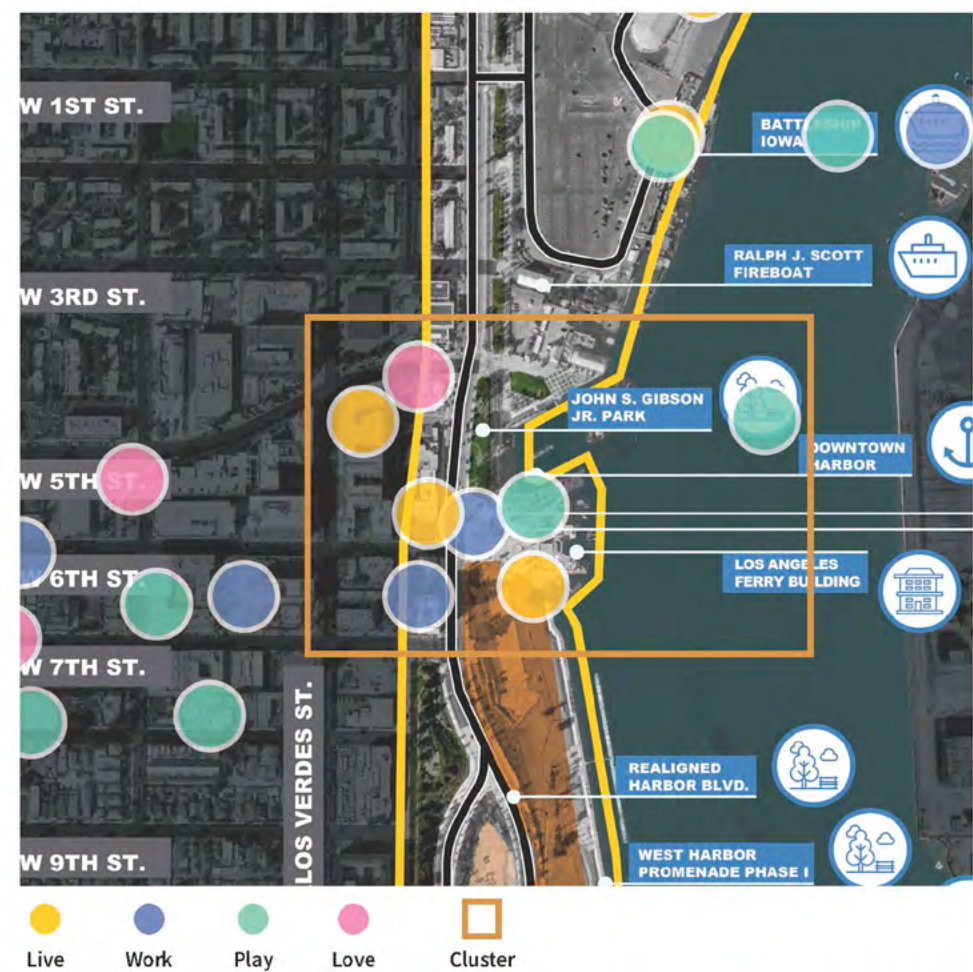 W 1ST ST.
BATTLESHIP
IOWA
RALPH J. SCOTT
FIREBOAT
W 3RD ST.
JOHN S. GIBSON
JR. PARK
DOWNTOWN
HARBOR
W 5TH ST.
LOS ANGELES
FERRY BUILDING
W 6TH ST.
W 7TH ST.
LOS VERDES ST.
REALIGNED
HARBOR BLVD.
W 9TH ST.
WEST HARBOR
PROMENADE PHASE I
Live
Work
Play
Love
Cluster